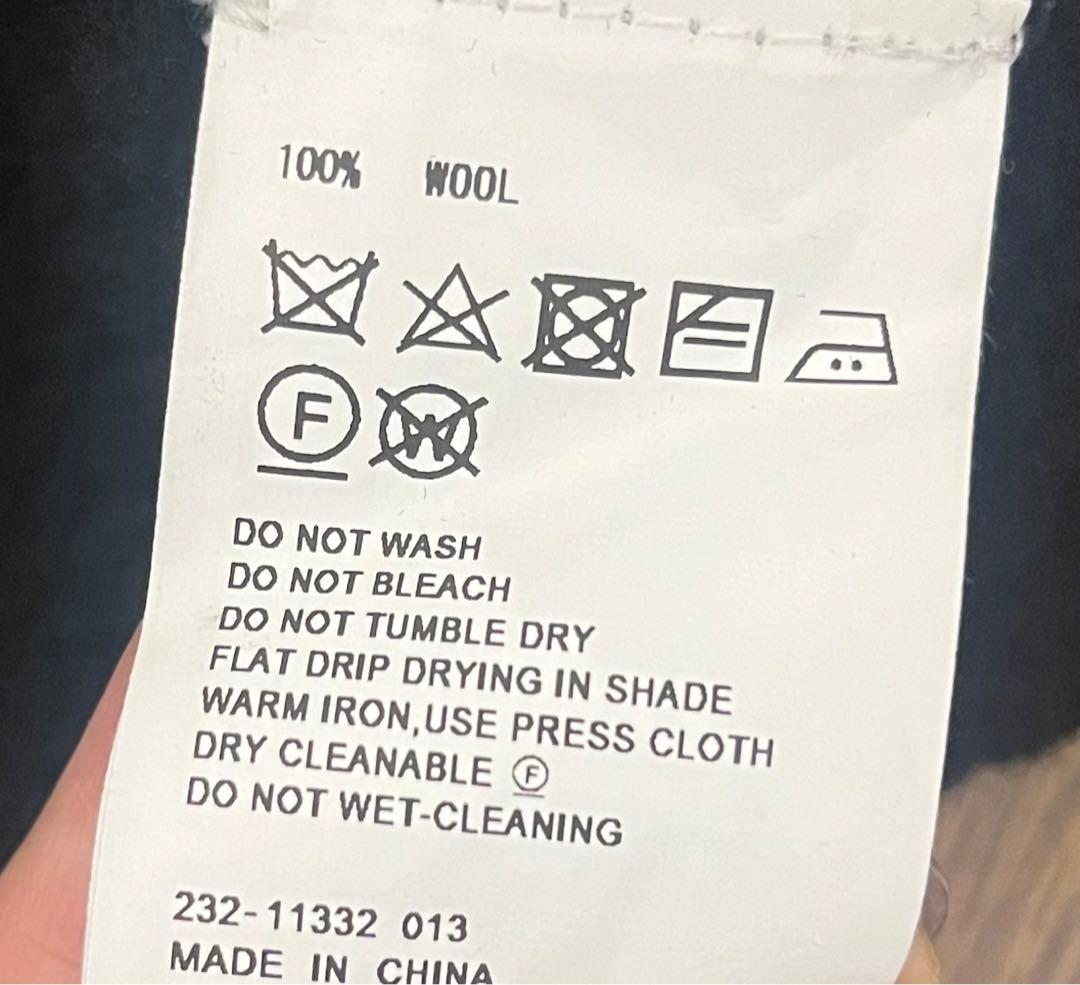 100% WOOL
F W
DO NOT WASH
DO NOT BLEACH
DO NOT TUMBLE DRY
FLAT DRIP DRYING IN SHADE
WARM IRON,USE PRESS CLOTH
DRY CLEANABLE Ⓕ
DO NOT WET-CLEANING
232-11332 013
MADE IN CHINA